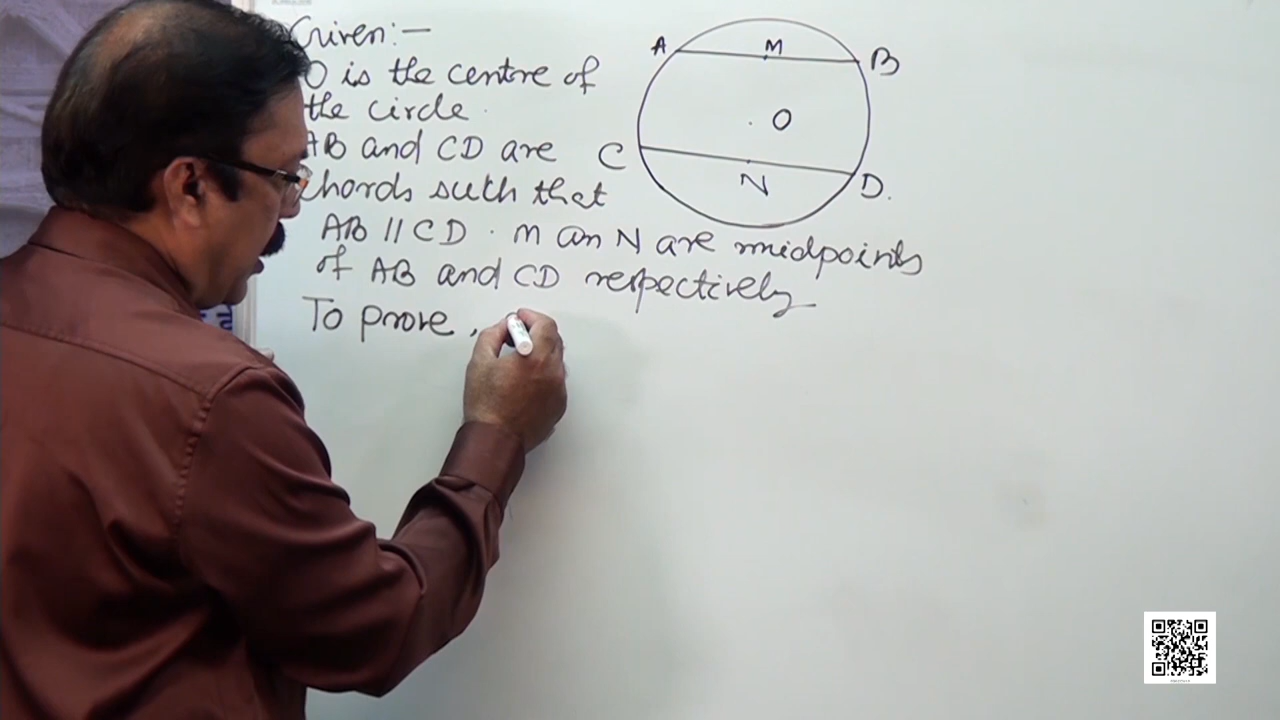 Given:-
O is the centre of
the circle.
AB and CD are
chords such that
AB // CD . M an N are midpoints
of AB and CD respectively
To prove,
A
M
B
O
C
N
D.